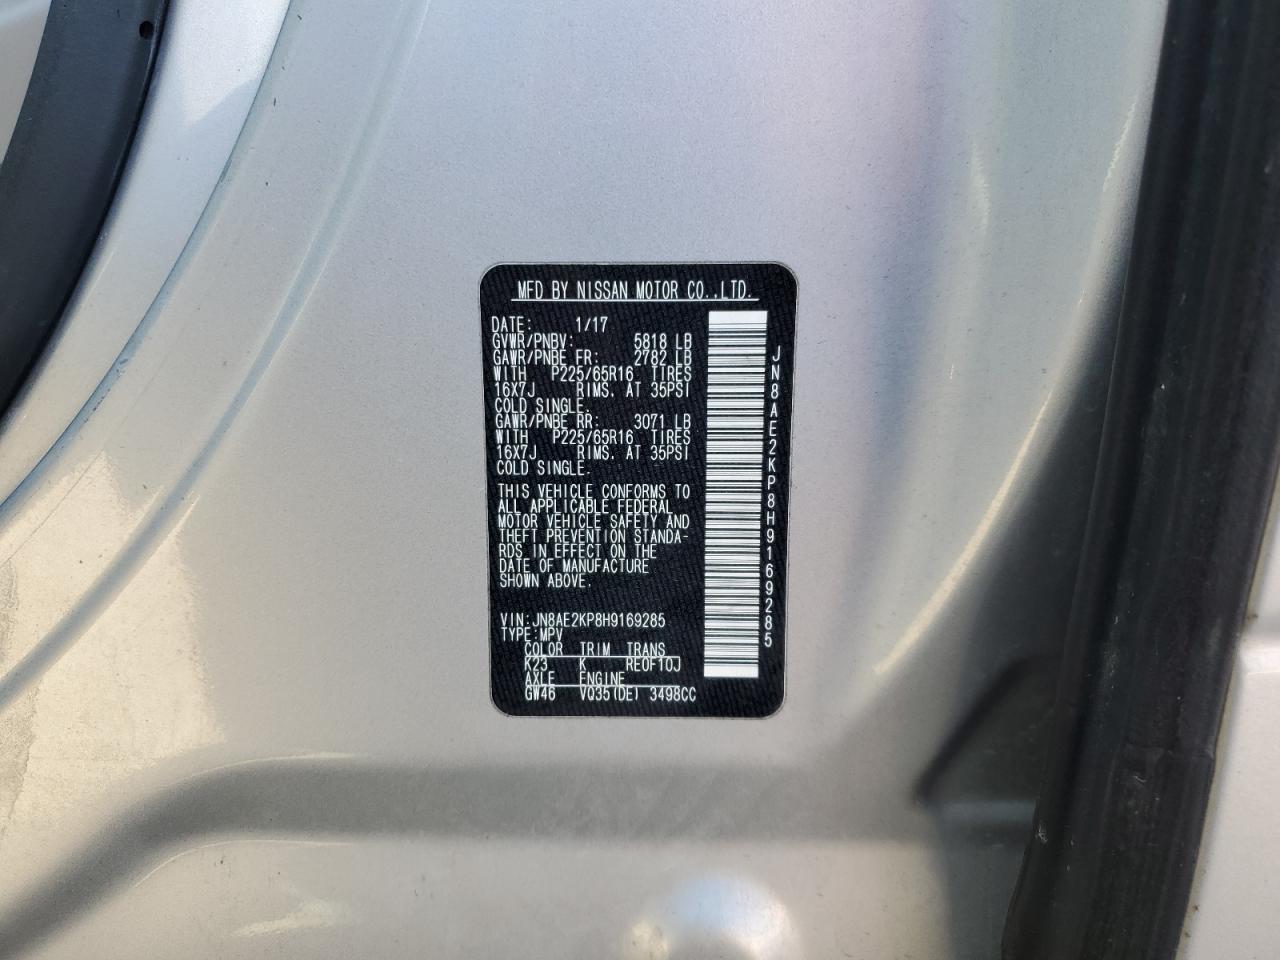 MFD BY NISSAN MOTOR CO.,LTD.
DATE: 1/17
GVWR/PNBV: 5818 LB
GAWR/PNBE FR: 2782 LB
WITH P225/65R16 TIRES
16X7J RIMS. AT 35PSI
COLD SINGLE.
GAWR/PNBE RR: 3071 LB
WITH P225/65R16 TIRES
16X7J RIMS. AT 35PSI
COLD SINGLE.
THIS VEHICLE CONFORMS TO
ALL APPLICABLE FEDERAL
MOTOR VEHICLE SAFETY AND
THEFT PREVENTION STANDA-
RDS IN EFFECT ON THE
DATE OF MANUFACTURE
SHOWN ABOVE.
VIN:JN8AE2KP8H9169285
TYPE:MPV
COLOR TRIM TRANS
K23 K RE0F10J
AXLE ENGINE
GW46 VQ35(DE) 3498CC
JN8AE2KP8H9169285